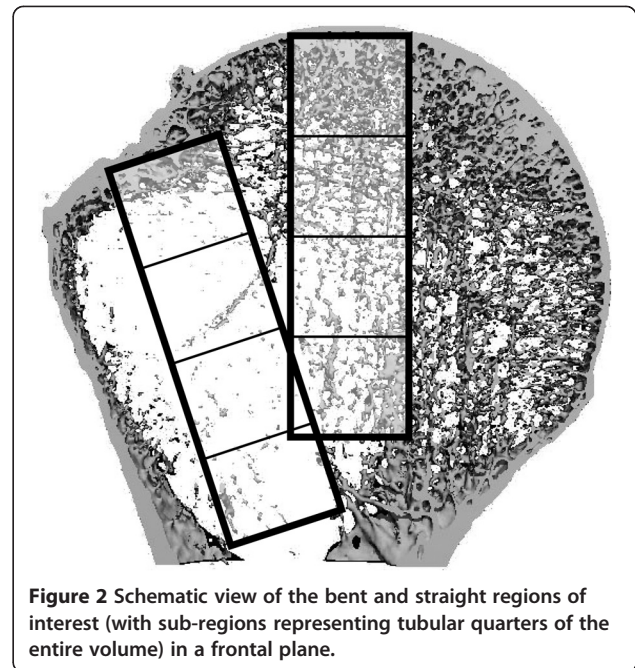 Figure 2 Schematic view of the bent and straight regions of
interest (with sub-regions representing tubular quarters of the
entire volume) in a frontal plane.